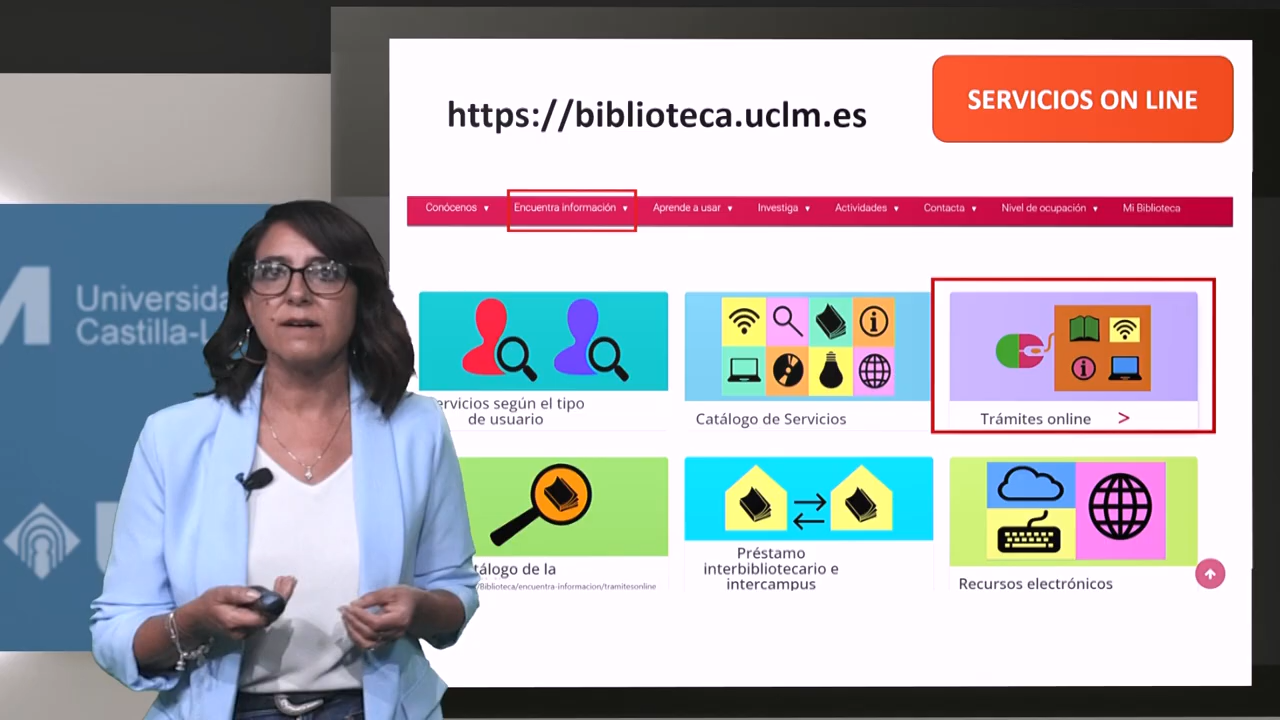 https://biblioteca.uclm.es
SERVICIOS ON LINE
Conócenos ▾ Encuentra información ▾ Aprende a usar ▾ Investiga ▾ Actividades ▾ Contacta ▾ Nivel de ocupación ▾ Mi Biblioteca
Universida
Castilla-L
ervicios según el tipo
de usuario
Catálogo de Servicios
Trámites online >
tálogo de la
/Biblioteca/encuentra-informacion/tramitesonline
Préstamo
interbibliotecario e
intercampus
Recursos electrónicos